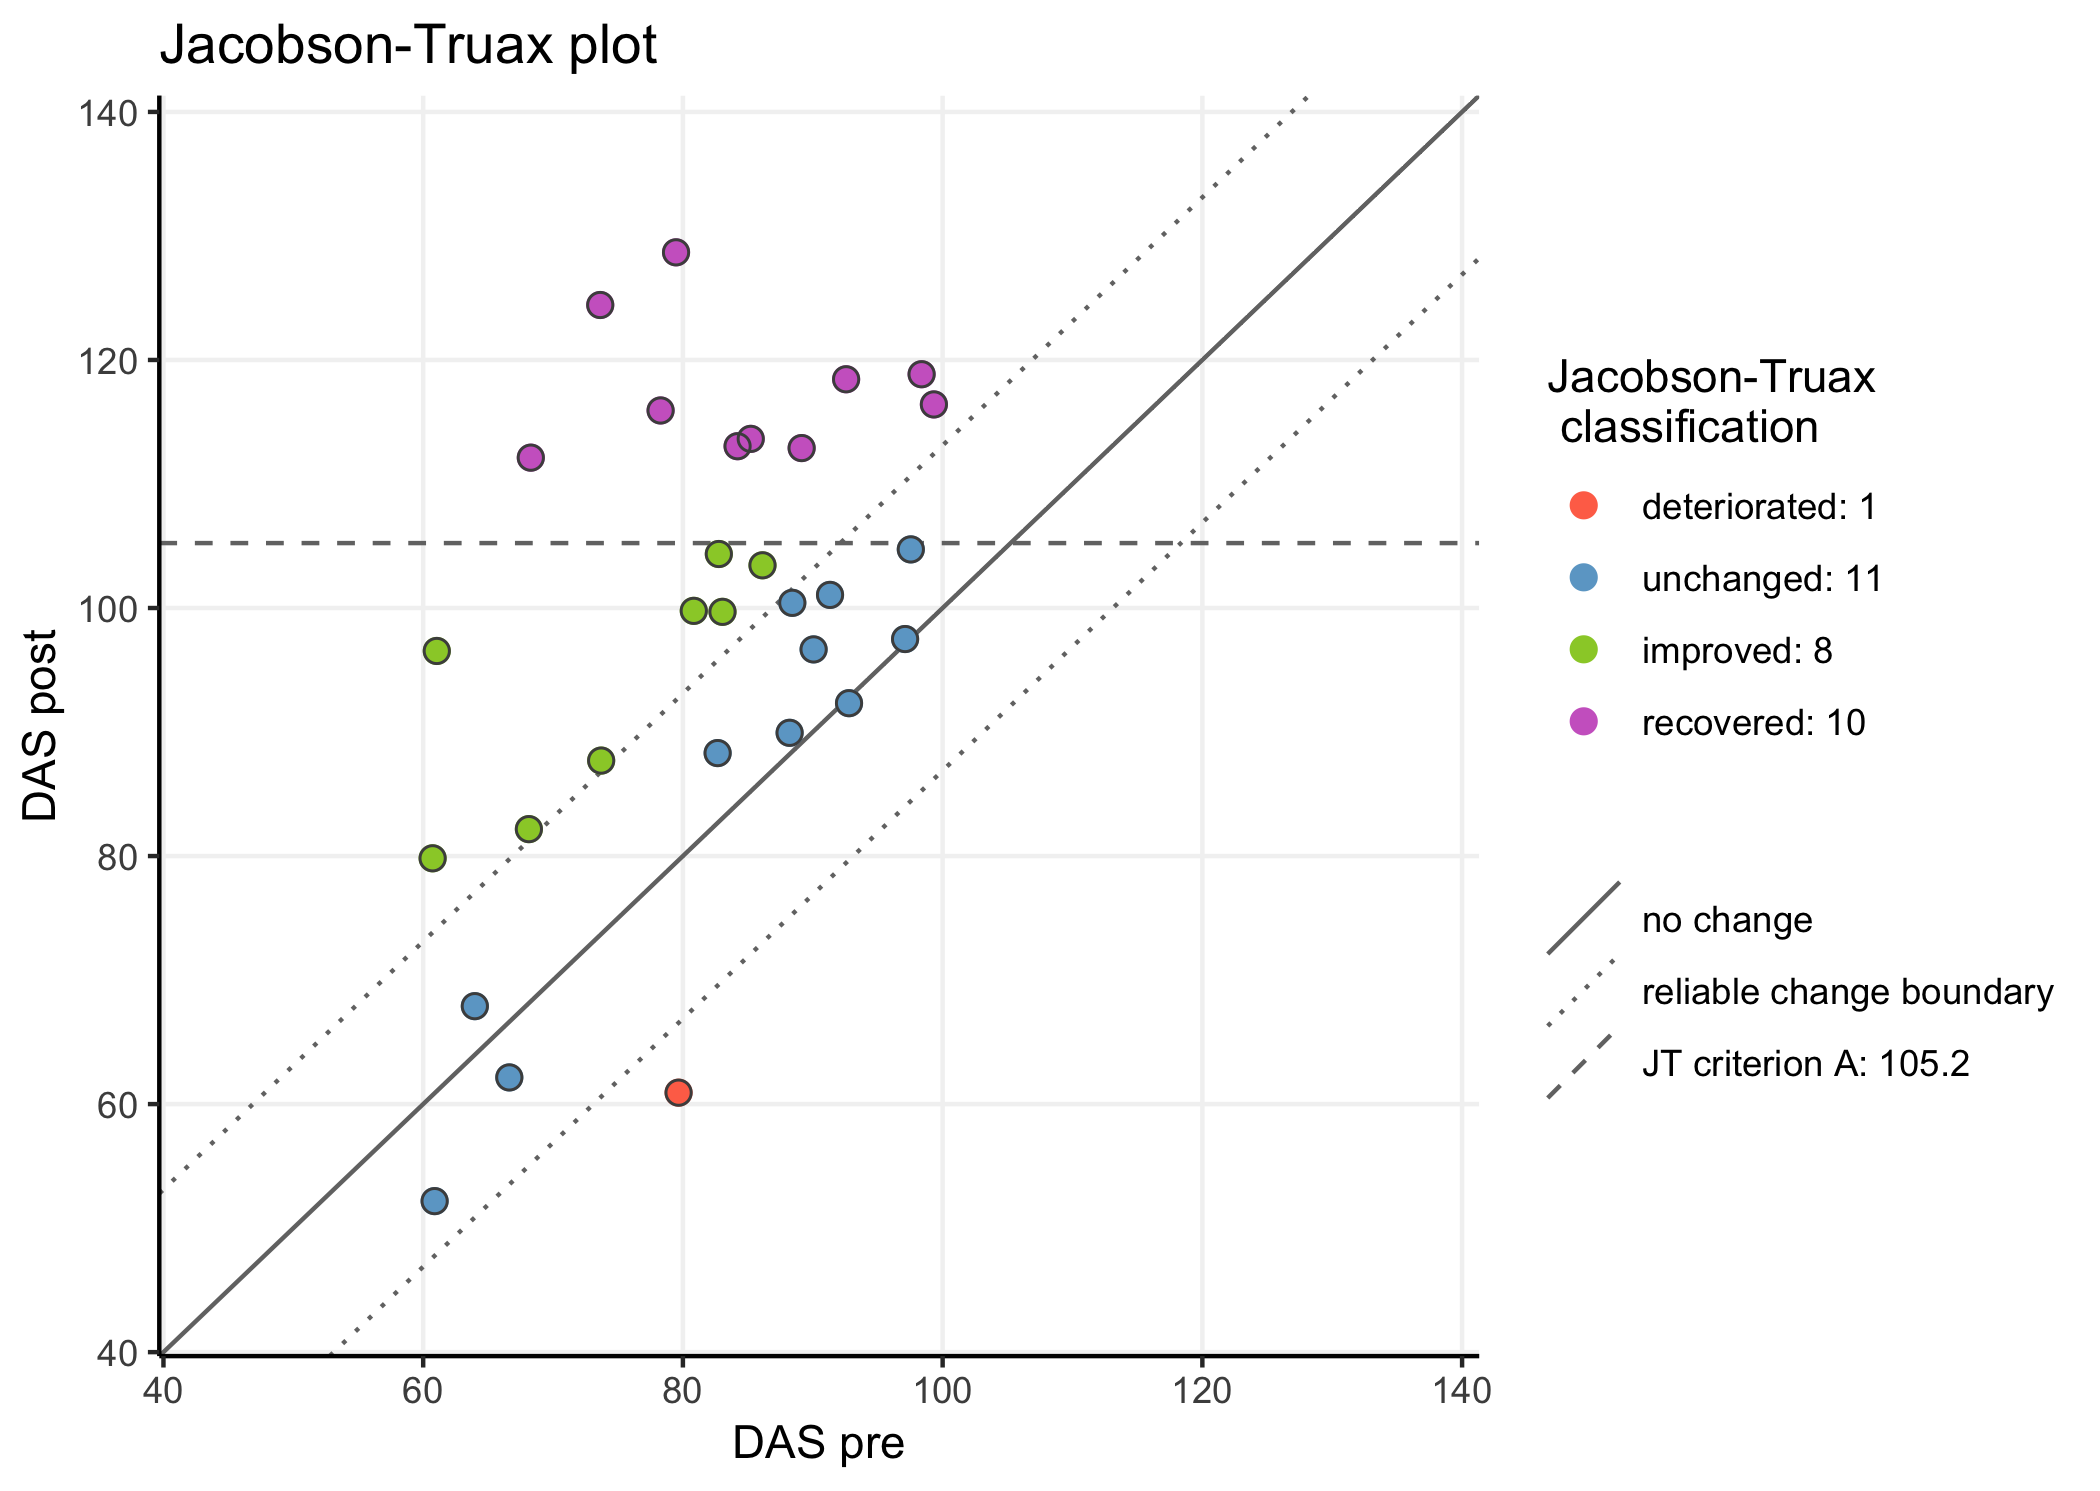 Jacobson-Truax plot
140
120
100
80
60
40
DAS post
40 60 80 100 120 140
DAS pre
Jacobson-Truax
classification
deteriorated: 1
unchanged: 11
improved: 8
recovered: 10
no change
reliable change boundary
JT criterion A: 105.2